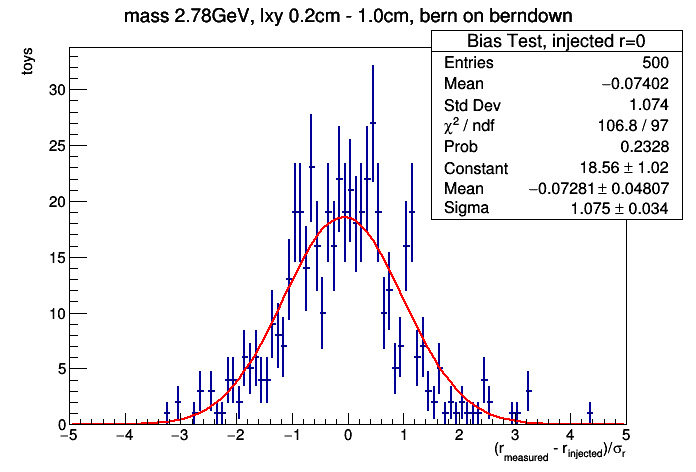 mass 2.78GeV, lxy 0.2cm - 1.0cm, bern on berndown
Bias Test, injected r=0
Entries 500
Mean −0.07402
Std Dev 1.074
χ² / ndf 106.8 / 97
Prob 0.2328
Constant 18.56 ± 1.02
Mean −0.07281 ± 0.04807
Sigma 1.075 ± 0.034
toys
30
25
20
15
10
5
0
−5 −4 −3 −2 −1 0 1 2 3 4 5
(r_measured - r_injected)/σ_r